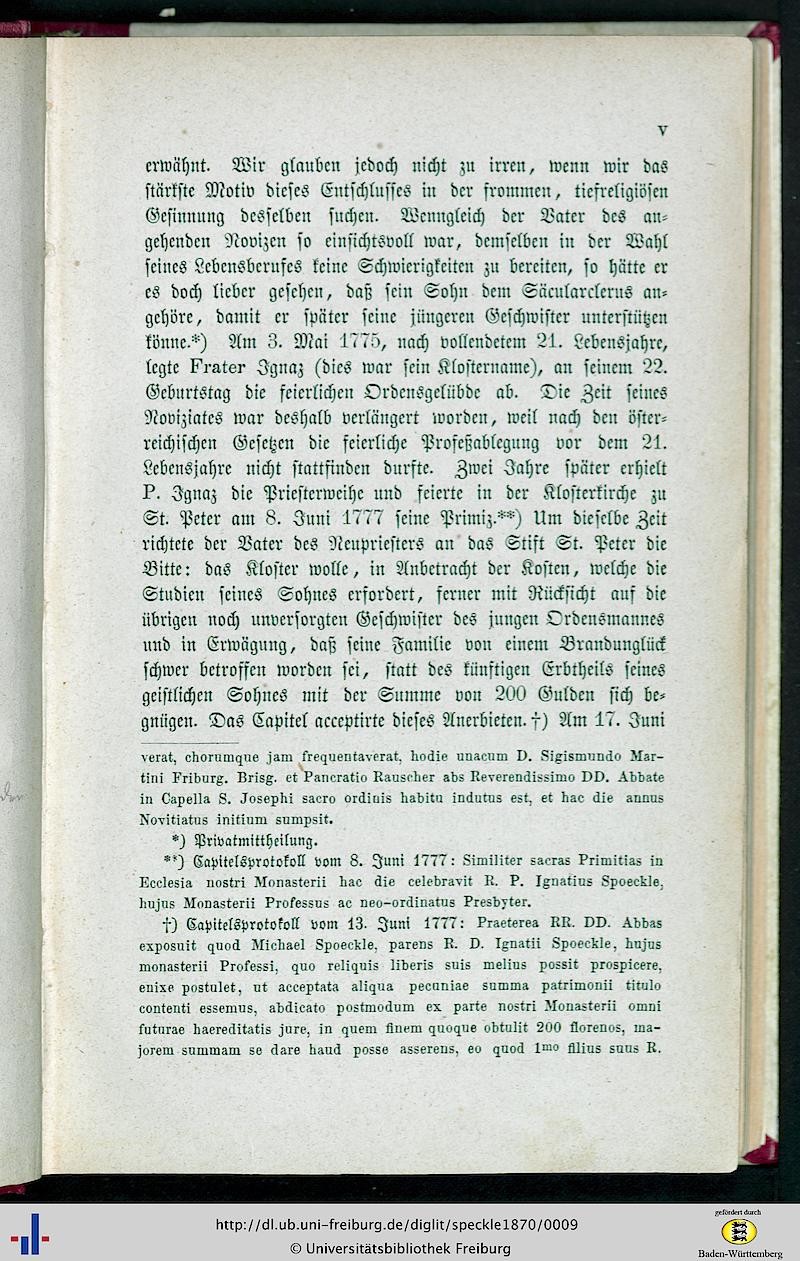 V
erwähnt. Wir glauben jedoch nicht zu irren, wenn wir das
stärkste Motiv dieses Entschlusses in der frommen, tiefreligiösen
Gesinnung desselben suchen. Wenngleich der Vater des an-
gehenden Novizen so einsichtsvoll war, demselben in der Wahl
seines Lebensberufes keine Schwierigkeiten zu bereiten, so hätte er
es doch lieber gesehen, daß sein Sohn dem Säcularclerus an-
gehöre, damit er später seine jüngeren Geschwister unterstützen
könne.*) Am 3. Mai 1775, nach vollendetem 21. Lebensjahre,
legte Frater Ignaz (dies war sein Klostername), an seinem 22.
Geburtstag die feierlichen Ordensgelübde ab. Die Zeit seines
Noviziates war deshalb verlängert worden, weil nach den öster-
reichischen Gesetzen die feierliche Profeßablegung vor dem 21.
Lebensjahre nicht stattfinden durfte. Zwei Jahre später erhielt
P. Ignaz die Priesterweihe und feierte in der Klosterkirche zu
St. Peter am 8. Juni 1777 seine Primiz.**) Um dieselbe Zeit
richtete der Vater des Neupriesters an das Stift St. Peter die
Bitte: das Kloster wolle, in Anbetracht der Kosten, welche die
Studien seines Sohnes erfordert, ferner mit Rücksicht auf die
übrigen noch unversorgten Geschwister des jungen Ordensmannes
und in Erwägung, daß seine Familie von einem Brandunglück
schwer betroffen worden sei, statt des künftigen Erbtheils seines
geistlichen Sohnes mit der Summe von 200 Gulden sich be-
gnügen. Das Capitel acceptirte dieses Anerbieten.†) Am 17. Juni
verat, chorumque jam frequentaverat, hodie unacum D. Sigismundo Mar-
tini Friburg. Brisg. et Pancratio Rauscher abs Reverendissimo DD. Abbate
in Capella S. Josephi sacro ordinis habitu indutus est, et hac die annus
Novitiatus initium sumpsit.
*) Privatmittheilung.
**) Capitelsprotokoll vom 8. Juni 1777: Similiter sacras Primitias in
Ecclesia nostri Monasterii hac die celebravit R. P. Ignatius Spoeckle,
hujus Monasterii Professus ac neo-ordinatus Presbyter.
†) Capitelsprotokoll vom 13. Juni 1777: Praeterea RR. DD. Abbas
exposuit quod Michael Spoeckle, parens R. D. Ignatii Spoeckle, hujus
monasterii Professi, quo reliquis liberis suis melius possit prospicere,
enixe postulet, ut acceptata aliqua pecuniae summa patrimonii titulo
contenti essemus, abdicato postmodum ex parte nostri Monasterii omni
futurae haereditatis jure, in quem finem quoque obtulit 200 florenos, ma-
jorem summam se dare haud posse asserens, eo quod 1mo filius suus R.
http://dl.ub.uni-freiburg.de/diglit/speckle1870/0009
© Universitätsbibliothek Freiburg
gefördert durch
Baden-Württemberg